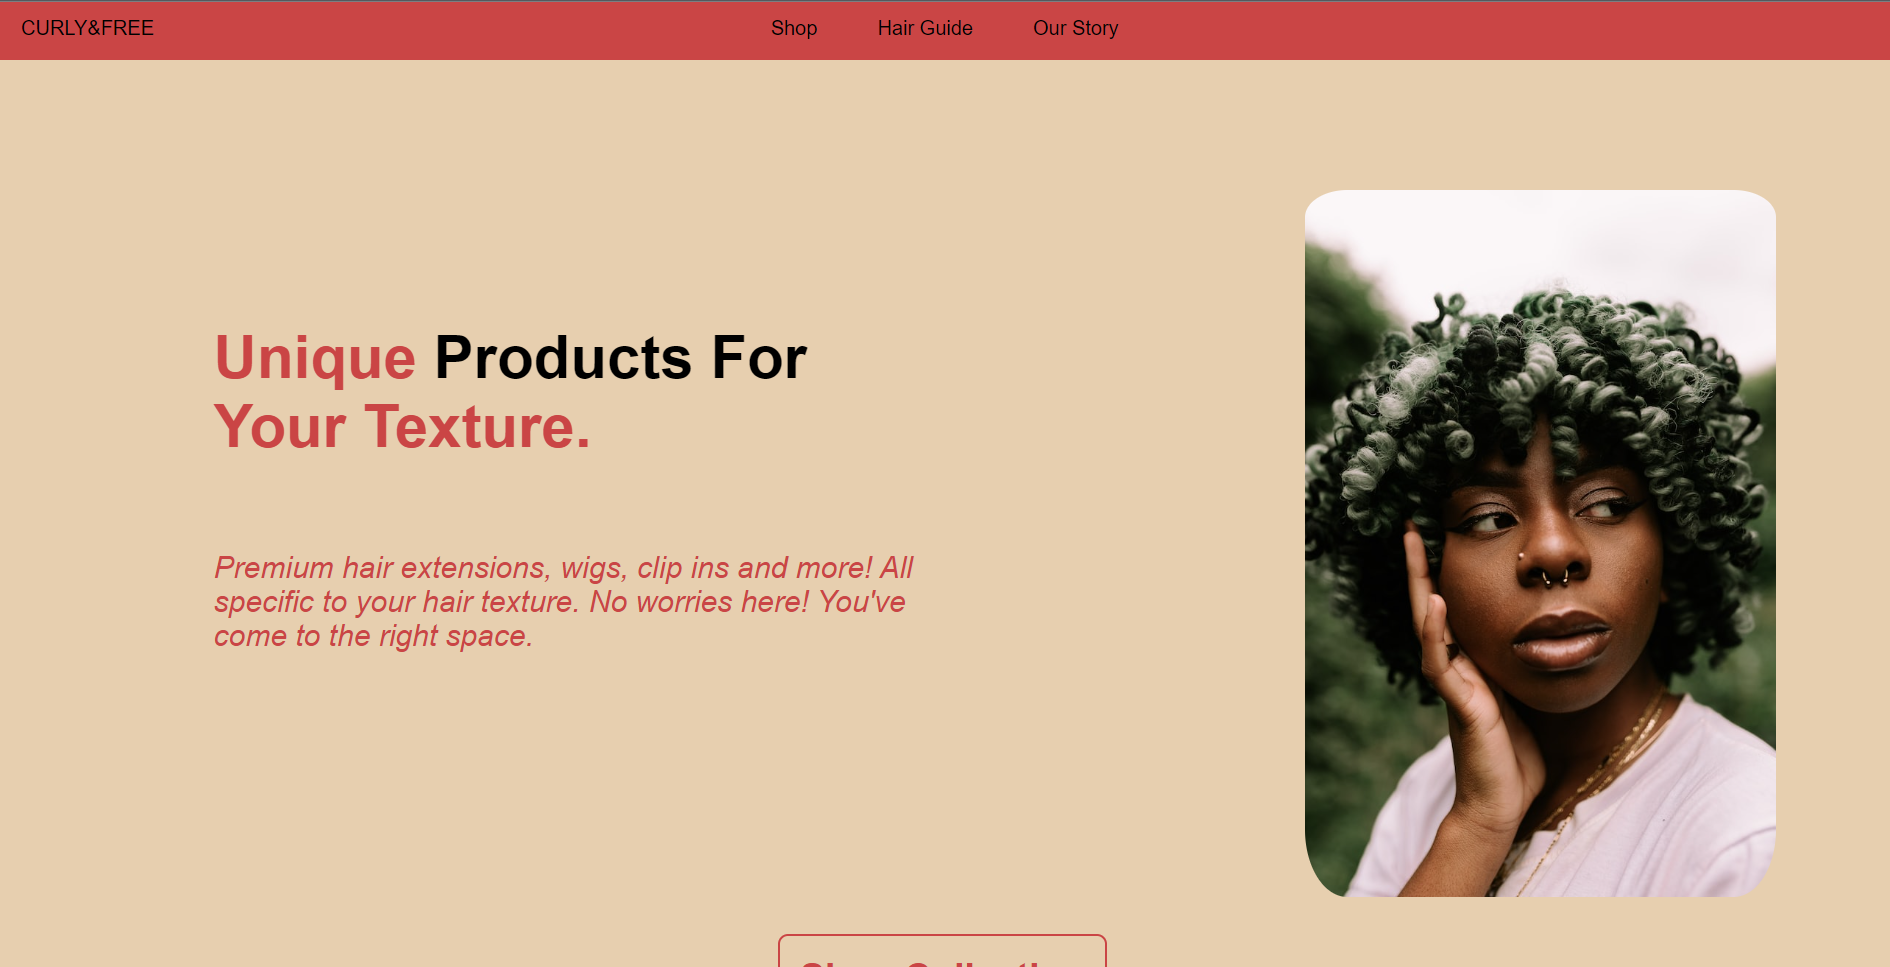 CURLY&FREE
Shop Hair Guide Our Story
Unique Products For
Your Texture.
Premium hair extensions, wigs, clip ins and more! All
specific to your hair texture. No worries here! You've
come to the right space.